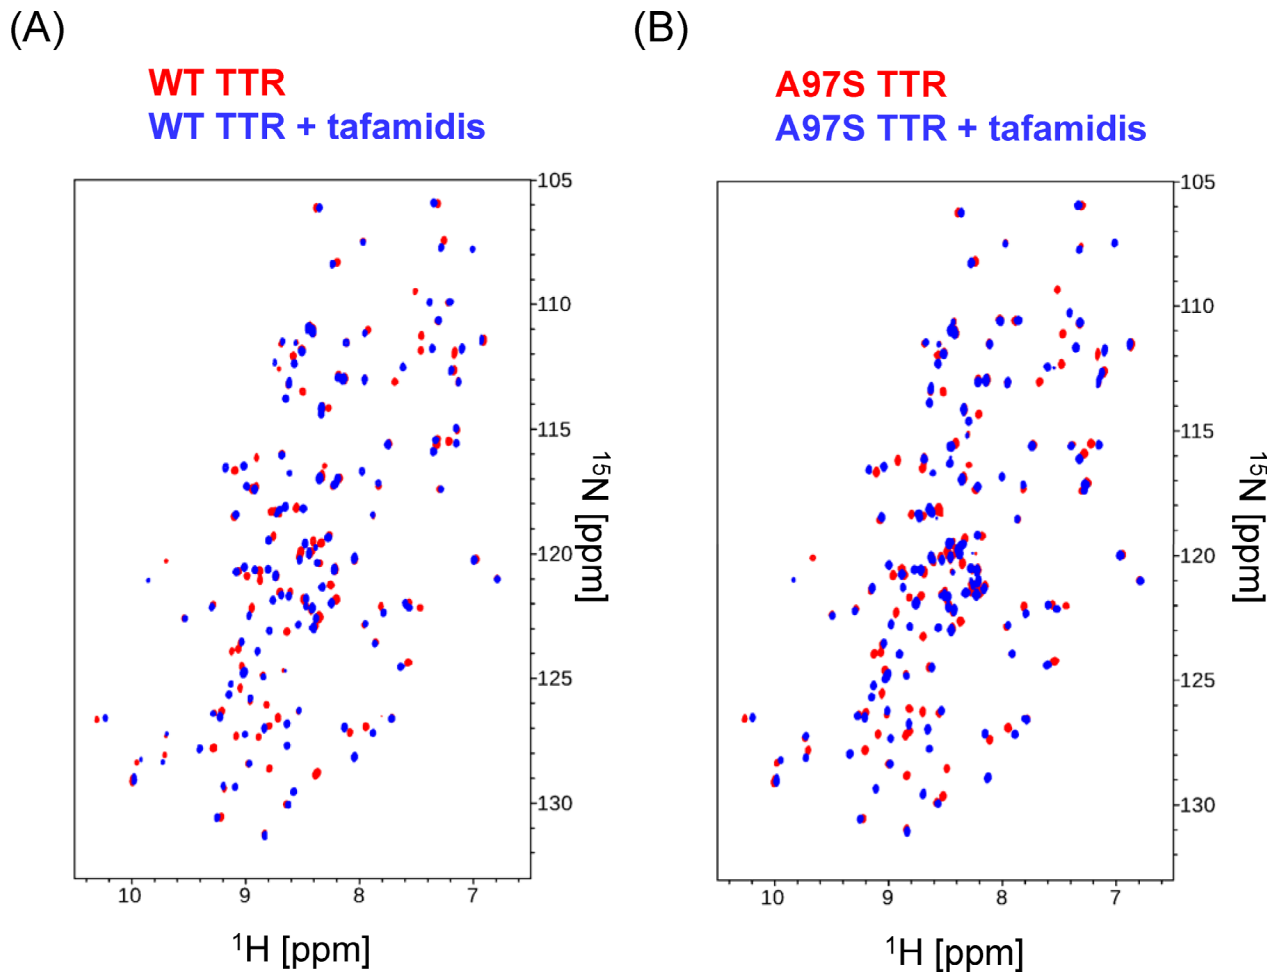 (A)
WT TTR
WT TTR + tafamidis
105
110
115
120
125
130
10 9 8 7
¹H [ppm]
¹⁵N [ppm]
(B)
A97S TTR
A97S TTR + tafamidis
105
110
115
120
125
130
10 9 8 7
¹H [ppm]
¹⁵N [ppm]